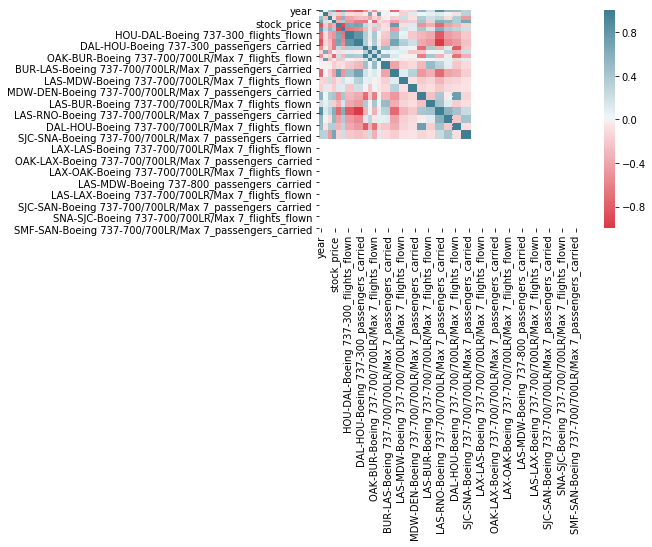 year
stock_price
HOU-DAL-Boeing 737-300_flights_flown
DAL-HOU-Boeing 737-300_passengers_carried
OAK-BUR-Boeing 737-700/700LR/Max 7_flights_flown
BUR-LAS-Boeing 737-700/700LR/Max 7_passengers_carried
LAS-MDW-Boeing 737-700/700LR/Max 7_flights_flown
MDW-DEN-Boeing 737-700/700LR/Max 7_passengers_carried
LAS-BUR-Boeing 737-700/700LR/Max 7_flights_flown
LAS-RNO-Boeing 737-700/700LR/Max 7_passengers_carried
DAL-HOU-Boeing 737-700/700LR/Max 7_flights_flown
SJC-SNA-Boeing 737-700/700LR/Max 7_passengers_carried
LAX-LAS-Boeing 737-700/700LR/Max 7_flights_flown
OAK-LAX-Boeing 737-700/700LR/Max 7_passengers_carried
LAX-OAK-Boeing 737-700/700LR/Max 7_flights_flown
LAS-MDW-Boeing 737-800_passengers_carried
LAS-LAX-Boeing 737-700/700LR/Max 7_flights_flown
SJC-SAN-Boeing 737-700/700LR/Max 7_passengers_carried
SNA-SJC-Boeing 737-700/700LR/Max 7_flights_flown
SMF-SAN-Boeing 737-700/700LR/Max 7_passengers_carried
year
stock_price
HOU-DAL-Boeing 737-300_flights_flown
DAL-HOU-Boeing 737-300_passengers_carried
OAK-BUR-Boeing 737-700/700LR/Max 7_flights_flown
BUR-LAS-Boeing 737-700/700LR/Max 7_passengers_carried
LAS-MDW-Boeing 737-700/700LR/Max 7_flights_flown
MDW-DEN-Boeing 737-700/700LR/Max 7_passengers_carried
LAS-BUR-Boeing 737-700/700LR/Max 7_flights_flown
LAS-RNO-Boeing 737-700/700LR/Max 7_passengers_carried
DAL-HOU-Boeing 737-700/700LR/Max 7_flights_flown
SJC-SNA-Boeing 737-700/700LR/Max 7_passengers_carried
LAX-LAS-Boeing 737-700/700LR/Max 7_flights_flown
OAK-LAX-Boeing 737-700/700LR/Max 7_passengers_carried
LAX-OAK-Boeing 737-700/700LR/Max 7_flights_flown
LAS-MDW-Boeing 737-800_passengers_carried
LAS-LAX-Boeing 737-700/700LR/Max 7_flights_flown
SJC-SAN-Boeing 737-700/700LR/Max 7_passengers_carried
SNA-SJC-Boeing 737-700/700LR/Max 7_flights_flown
SMF-SAN-Boeing 737-700/700LR/Max 7_passengers_carried
0.8
0.4
0.0
−0.4
−0.8